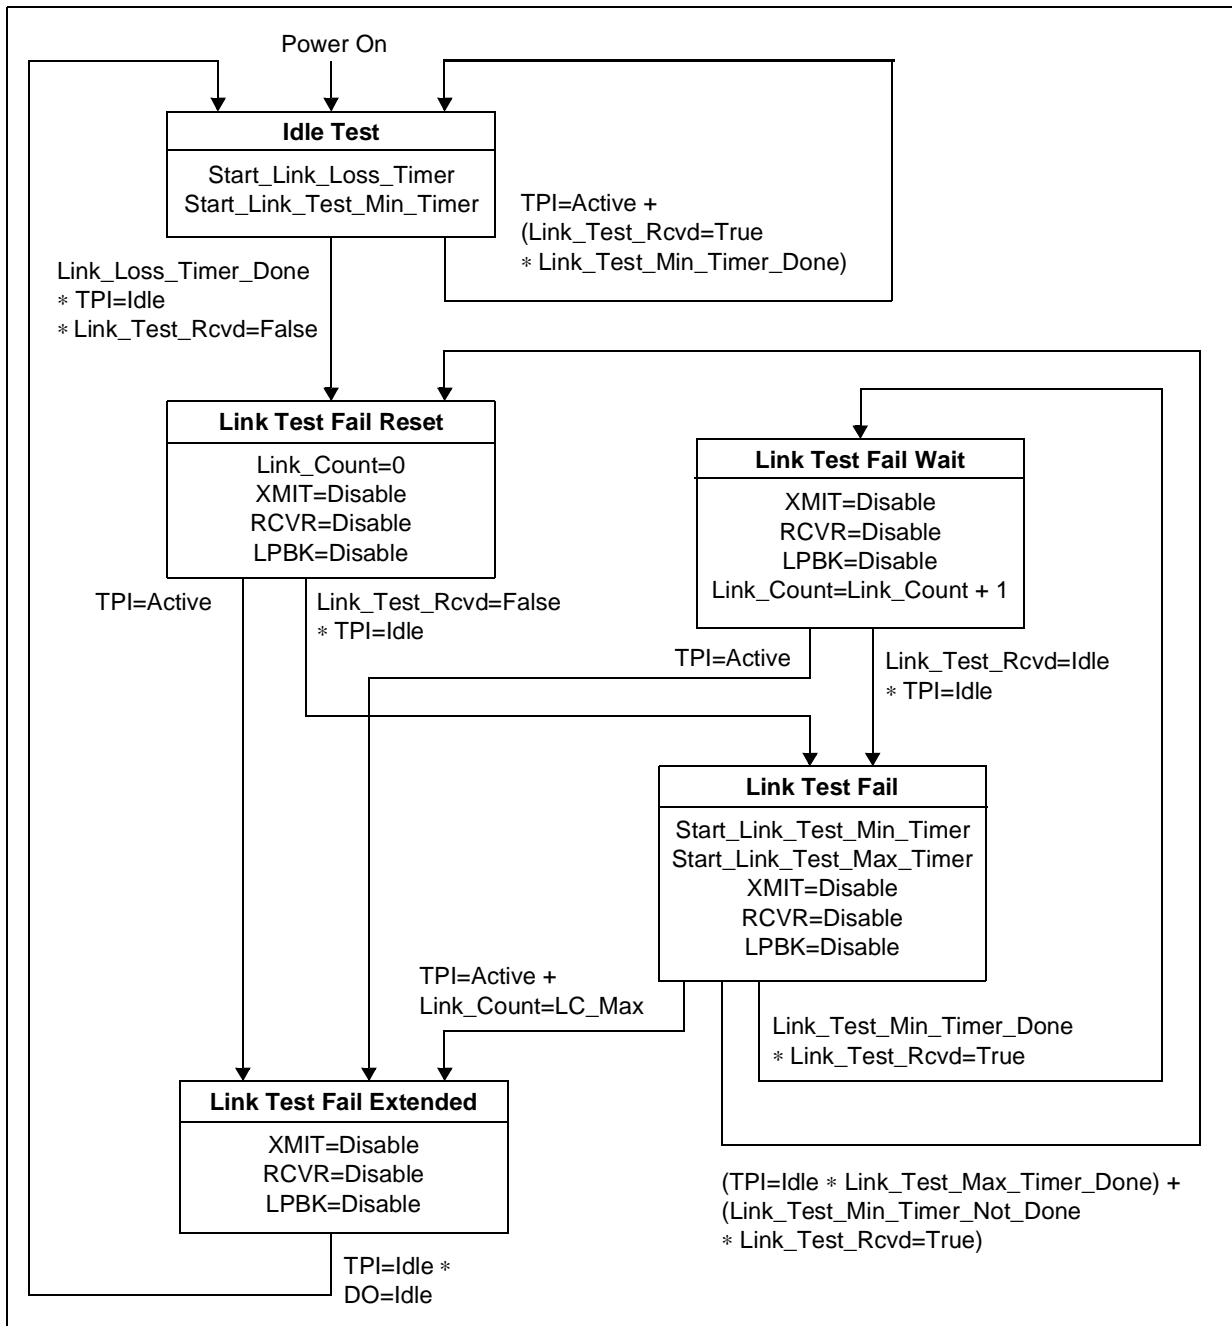 Power On
Idle Test
Start_Link_Loss_Timer
Start_Link_Test_Min_Timer
TPI=Active +
(Link_Test_Rcvd=True
* Link_Test_Min_Timer_Done)
Link_Loss_Timer_Done
* TPI=Idle
* Link_Test_Rcvd=False
Link Test Fail Reset
Link_Count=0
XMIT=Disable
RCVR=Disable
LPBK=Disable
Link Test Fail Wait
XMIT=Disable
RCVR=Disable
LPBK=Disable
Link_Count=Link_Count + 1
TPI=Active
Link_Test_Rcvd=False
* TPI=Idle
TPI=Active
Link_Test_Rcvd=Idle
* TPI=Idle
Link Test Fail
Start_Link_Test_Min_Timer
Start_Link_Test_Max_Timer
XMIT=Disable
RCVR=Disable
LPBK=Disable
TPI=Active +
Link_Count=LC_Max
Link_Test_Min_Timer_Done
* Link_Test_Rcvd=True
Link Test Fail Extended
XMIT=Disable
RCVR=Disable
LPBK=Disable
(TPI=Idle * Link_Test_Max_Timer_Done) +
(Link_Test_Min_Timer_Not_Done
* Link_Test_Rcvd=True)
TPI=Idle *
DO=Idle